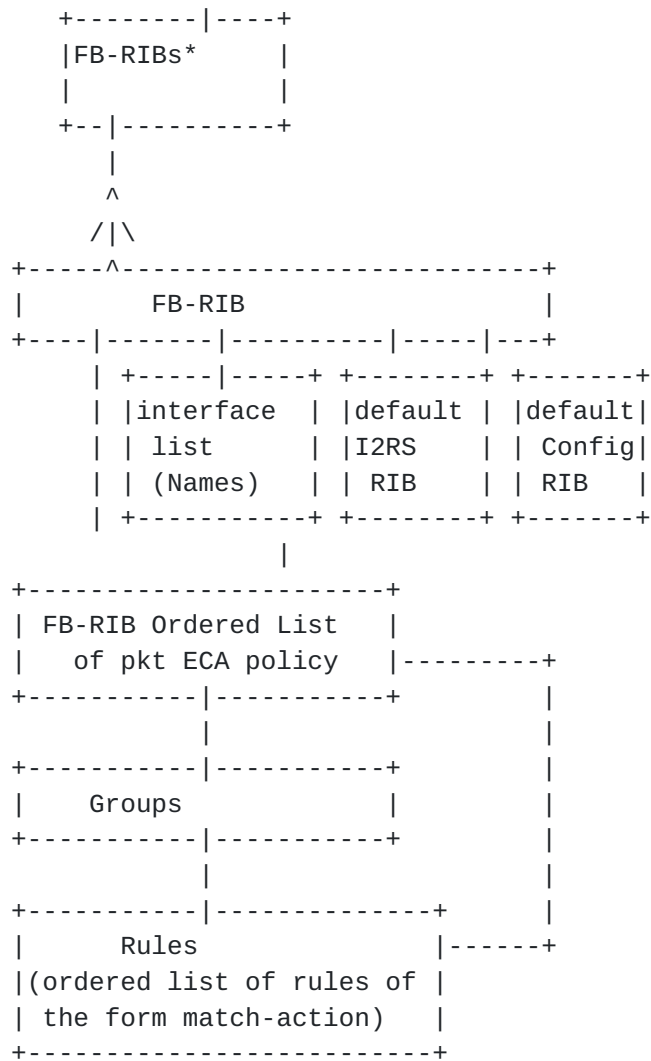 FB-RIBs*
FB-RIB
interface default default
list I2RS Config
(Names) RIB RIB
FB-RIB Ordered List
of pkt ECA policy
Groups
Rules
(ordered list of rules of
the form match-action)